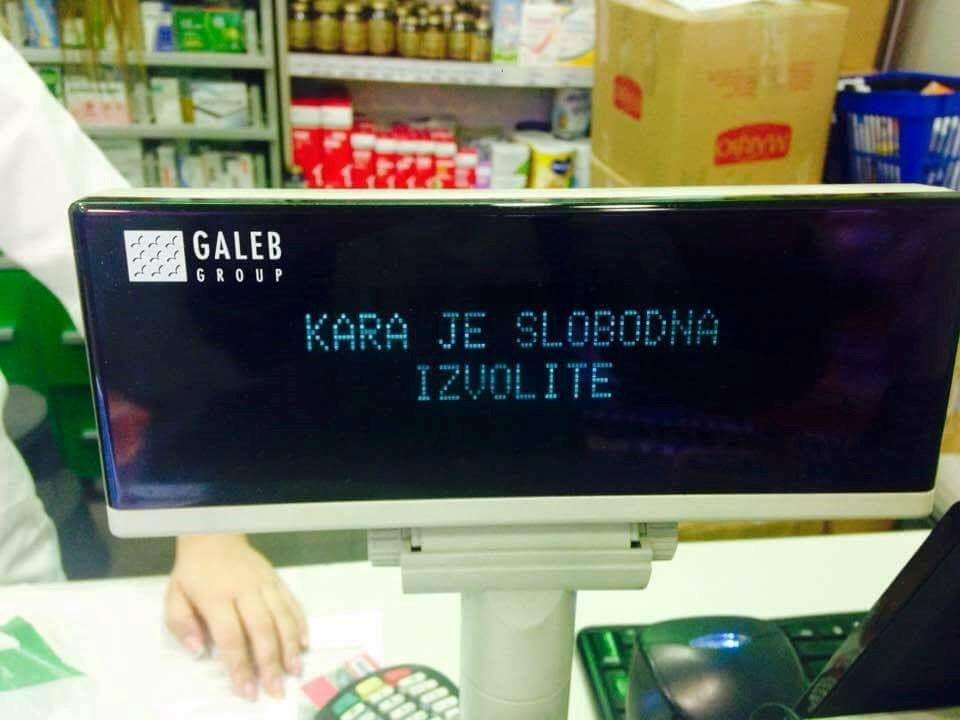 GALEB
GROUP
KARA JE SLOBODNA
IZVOLITE